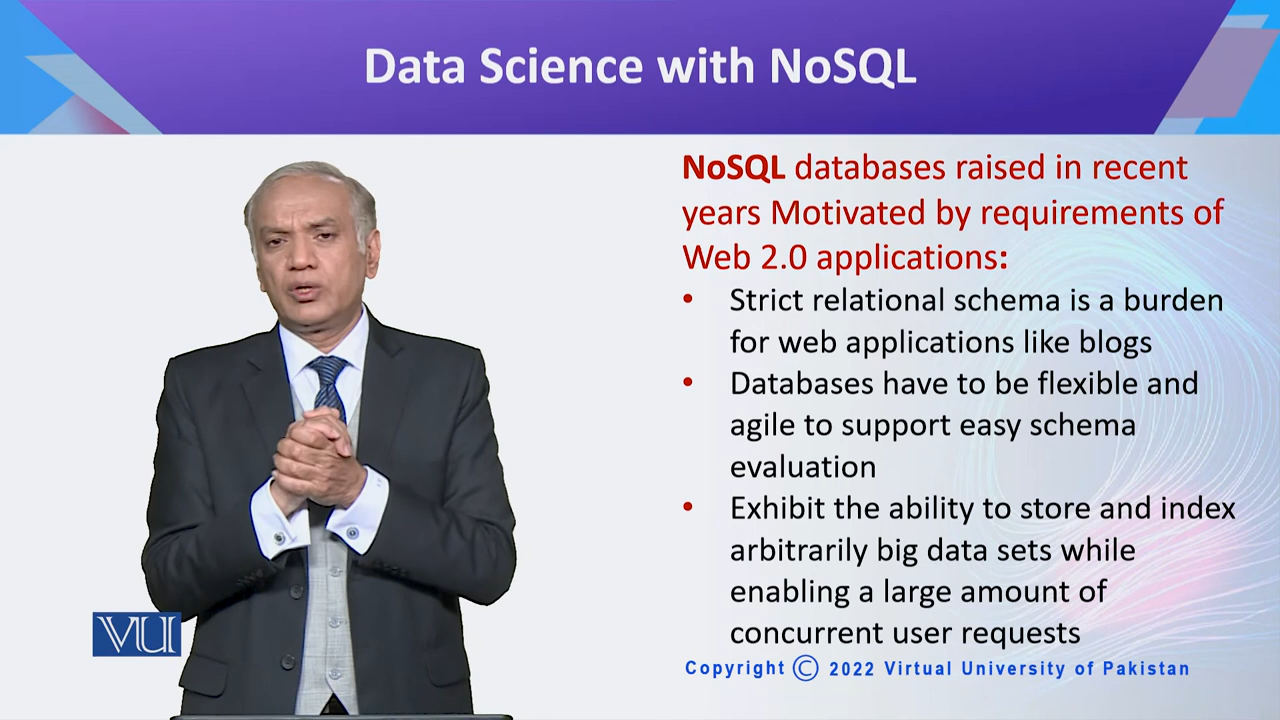 Data Science with NoSQL
NoSQL databases raised in recent
years Motivated by requirements of
Web 2.0 applications:
• Strict relational schema is a burden
for web applications like blogs
• Databases have to be flexible and
agile to support easy schema
evaluation
• Exhibit the ability to store and index
arbitrarily big data sets while
enabling a large amount of
concurrent user requests
VU
Copyright © 2022 Virtual University of Pakistan